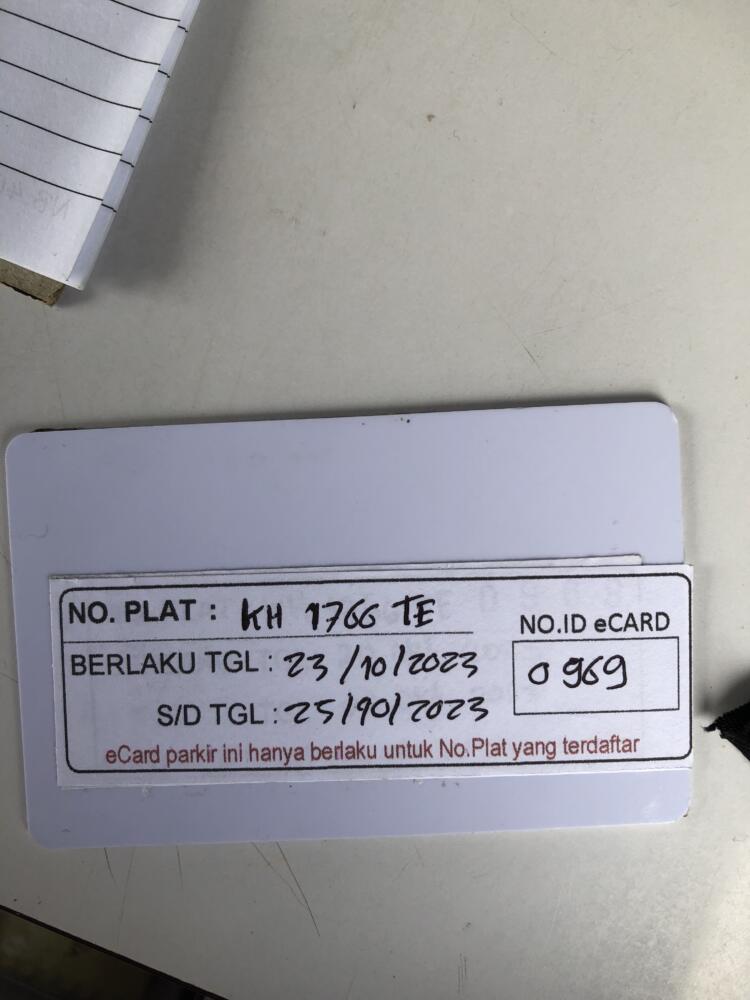 NO. PLAT : KH 1766 TE
BERLAKU TGL : 23/10/2023
S/D TGL : 25/10/2023
NO.ID eCARD
0969
eCard parkir ini hanya berlaku untuk No.Plat yang terdaftar